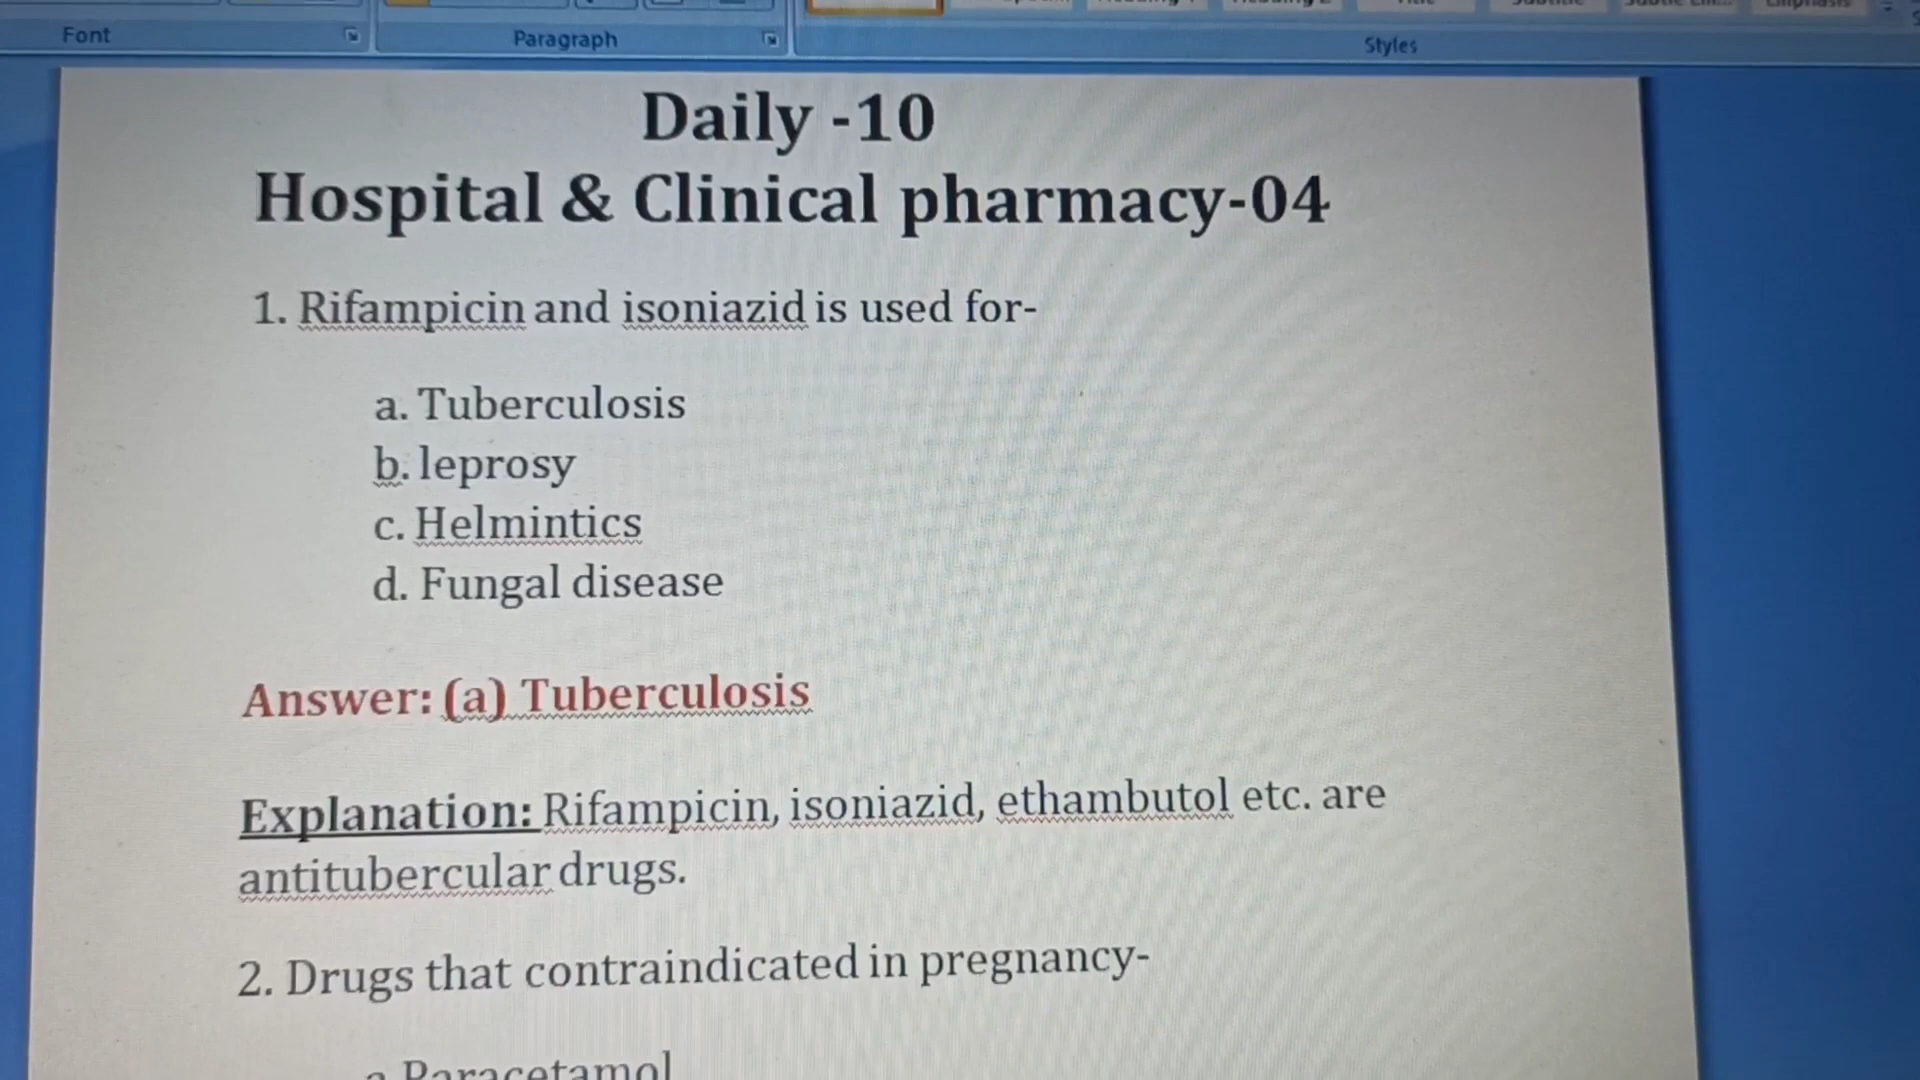 Font Paragraph Styles
Daily -10
Hospital & Clinical pharmacy-04
1. Rifampicin and isoniazid is used for-
a. Tuberculosis
b. leprosy
c. Helmintics
d. Fungal disease
Answer: (a) Tuberculosis
Explanation: Rifampicin, isoniazid, ethambutol etc. are
antitubercular drugs.
2. Drugs that contraindicated in pregnancy-
a Paracetamol